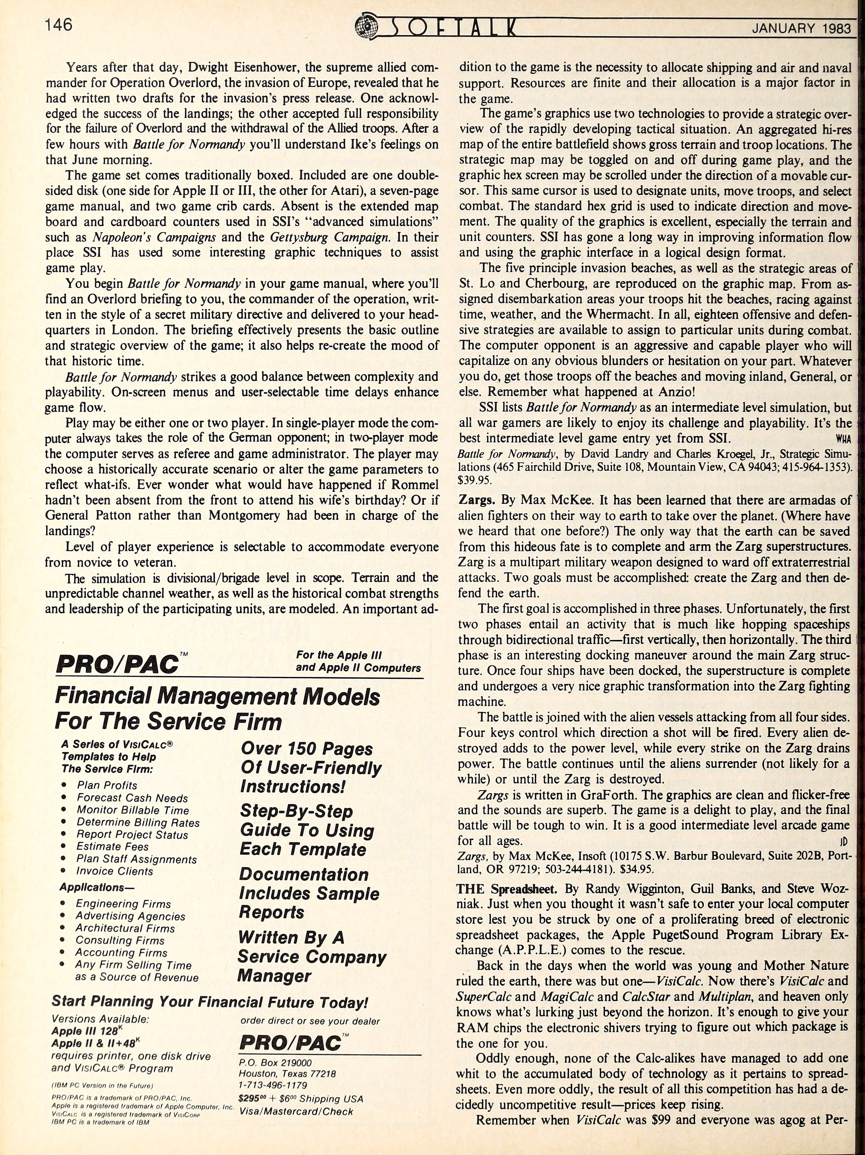 146
SOFTALK
JANUARY 1983
Years after that day, Dwight Eisenhower, the supreme allied com-
mander for Operation Overlord, the invasion of Europe, revealed that he
had written two drafts for the invasion's press release. One acknowl-
edged the success of the landings; the other accepted full responsibility
for the failure of Overlord and the withdrawal of the Allied troops. After a
few hours with Battle for Normandy you'll understand Ike's feelings on
that June morning.
The game set comes traditionally boxed. Included are one double-
sided disk (one side for Apple II or III, the other for Atari), a seven-page
game manual, and two game crib cards. Absent is the extended map
board and cardboard counters used in SSI's "advanced simulations"
such as Napoleon's Campaigns and the Gettysburg Campaign. In their
place SSI has used some interesting graphic techniques to assist
game play.
You begin Battle for Normandy in your game manual, where you'll
find an Overlord briefing to you, the commander of the operation, writ-
ten in the style of a secret military directive and delivered to your head-
quarters in London. The briefing effectively presents the basic outline
and strategic overview of the game; it also helps re-create the mood of
that historic time.
Battle for Normandy strikes a good balance between complexity and
playability. On-screen menus and user-selectable time delays enhance
game flow.
Play may be either one or two player. In single-player mode the com-
puter always takes the role of the German opponent; in two-player mode
the computer serves as referee and game administrator. The player may
choose a historically accurate scenario or alter the game parameters to
reflect what-ifs. Ever wonder what would have happened if Rommel
hadn't been absent from the front to attend his wife's birthday? Or if
General Patton rather than Montgomery had been in charge of the
landings?
Level of player experience is selectable to accommodate everyone
from novice to veteran.
The simulation is divisional/brigade level in scope. Terrain and the
unpredictable channel weather, as well as the historical combat strengths
and leadership of the participating units, are modeled. An important ad-
PRO/PAC™
For the Apple III
and Apple II Computers
Financial Management Models
For The Service Firm
A Series of VISICALC®
Templates to Help
The Service Firm:
• Plan Profits
• Forecast Cash Needs
• Monitor Billable Time
• Determine Billing Rates
• Report Project Status
• Estimate Fees
• Plan Staff Assignments
• Invoice Clients
Applications—
• Engineering Firms
• Advertising Agencies
• Architectural Firms
• Consulting Firms
• Accounting Firms
• Any Firm Selling Time
as a Source of Revenue
Over 150 Pages
Of User-Friendly
Instructions!
Step-By-Step
Guide To Using
Each Template
Documentation
Includes Sample
Reports
Written By A
Service Company
Manager
Start Planning Your Financial Future Today!
Versions Available:
Apple III 128K
Apple II & II+48K
requires printer, one disk drive
and VISICALC® Program
(IBM PC Version in the Future)
PRO/PAC is a trademark of PRO/PAC, Inc.
Apple is a registered trademark of Apple Computer, Inc.
VISICALC is a registered trademark of VISICORP
IBM PC is a trademark of IBM
order direct or see your dealer
PRO/PAC™
P.O. Box 219000
Houston, Texas 77218
1-713-496-1179
$295⁰⁰ + $6⁰⁰ Shipping USA
Visa/Mastercard/Check
dition to the game is the necessity to allocate shipping and air and naval
support. Resources are finite and their allocation is a major factor in
the game.
The game's graphics use two technologies to provide a strategic over-
view of the rapidly developing tactical situation. An aggregated hi-res
map of the entire battlefield shows gross terrain and troop locations. The
strategic map may be toggled on and off during game play, and the
graphic hex screen may be scrolled under the direction of a movable cur-
sor. This same cursor is used to designate units, move troops, and select
combat. The standard hex grid is used to indicate direction and move-
ment. The quality of the graphics is excellent, especially the terrain and
unit counters. SSI has gone a long way in improving information flow
and using the graphic interface in a logical design format.
The five principle invasion beaches, as well as the strategic areas of
St. Lo and Cherbourg, are reproduced on the graphic map. From as-
signed disembarkation areas your troops hit the beaches, racing against
time, weather, and the Whermacht. In all, eighteen offensive and defen-
sive strategies are available to assign to particular units during combat.
The computer opponent is an aggressive and capable player who will
capitalize on any obvious blunders or hesitation on your part. Whatever
you do, get those troops off the beaches and moving inland, General, or
else. Remember what happened at Anzio!
SSI lists Battle for Normandy as an intermediate level simulation, but
all war gamers are likely to enjoy its challenge and playability. It's the
best intermediate level game entry yet from SSI. WHA
Battle for Normandy, by David Landry and Charles Kroegel, Jr., Strategic Simu-
lations (465 Fairchild Drive, Suite 108, Mountain View, CA 94043; 415-964-1353).
$39.95.
Zargs. By Max McKee. It has been learned that there are armadas of
alien fighters on their way to earth to take over the planet. (Where have
we heard that one before?) The only way that the earth can be saved
from this hideous fate is to complete and arm the Zarg superstructures.
Zarg is a multipart military weapon designed to ward off extraterrestrial
attacks. Two goals must be accomplished: create the Zarg and then de-
fend the earth.
The first goal is accomplished in three phases. Unfortunately, the first
two phases entail an activity that is much like hopping spaceships
through bidirectional traffic—first vertically, then horizontally. The third
phase is an interesting docking maneuver around the main Zarg struc-
ture. Once four ships have been docked, the superstructure is complete
and undergoes a very nice graphic transformation into the Zarg fighting
machine.
The battle is joined with the alien vessels attacking from all four sides.
Four keys control which direction a shot will be fired. Every alien de-
stroyed adds to the power level, while every strike on the Zarg drains
power. The battle continues until the aliens surrender (not likely for a
while) or until the Zarg is destroyed.
Zargs is written in GraForth. The graphics are clean and flicker-free
and the sounds are superb. The game is a delight to play, and the final
battle will be tough to win. It is a good intermediate level arcade game
for all ages. JD
Zargs, by Max McKee, Insoft (10175 S.W. Barbur Boulevard, Suite 202B, Port-
land, OR 97219; 503-244-4181). $34.95.
THE Spreadsheet. By Randy Wigginton, Guil Banks, and Steve Woz-
niak. Just when you thought it wasn't safe to enter your local computer
store lest you be struck by one of a proliferating breed of electronic
spreadsheet packages, the Apple PugetSound Program Library Ex-
change (A.P.P.L.E.) comes to the rescue.
Back in the days when the world was young and Mother Nature
ruled the earth, there was but one—VisiCalc. Now there's VisiCalc and
SuperCalc and MagiCalc and CalcStar and Multiplan, and heaven only
knows what's lurking just beyond the horizon. It's enough to give your
RAM chips the electronic shivers trying to figure out which package is
the one for you.
Oddly enough, none of the Calc-alikes have managed to add one
whit to the accumulated body of technology as it pertains to spread-
sheets. Even more oddly, the result of all this competition has had a de-
cidedly uncompetitive result—prices keep rising.
Remember when VisiCalc was $99 and everyone was agog at Per-